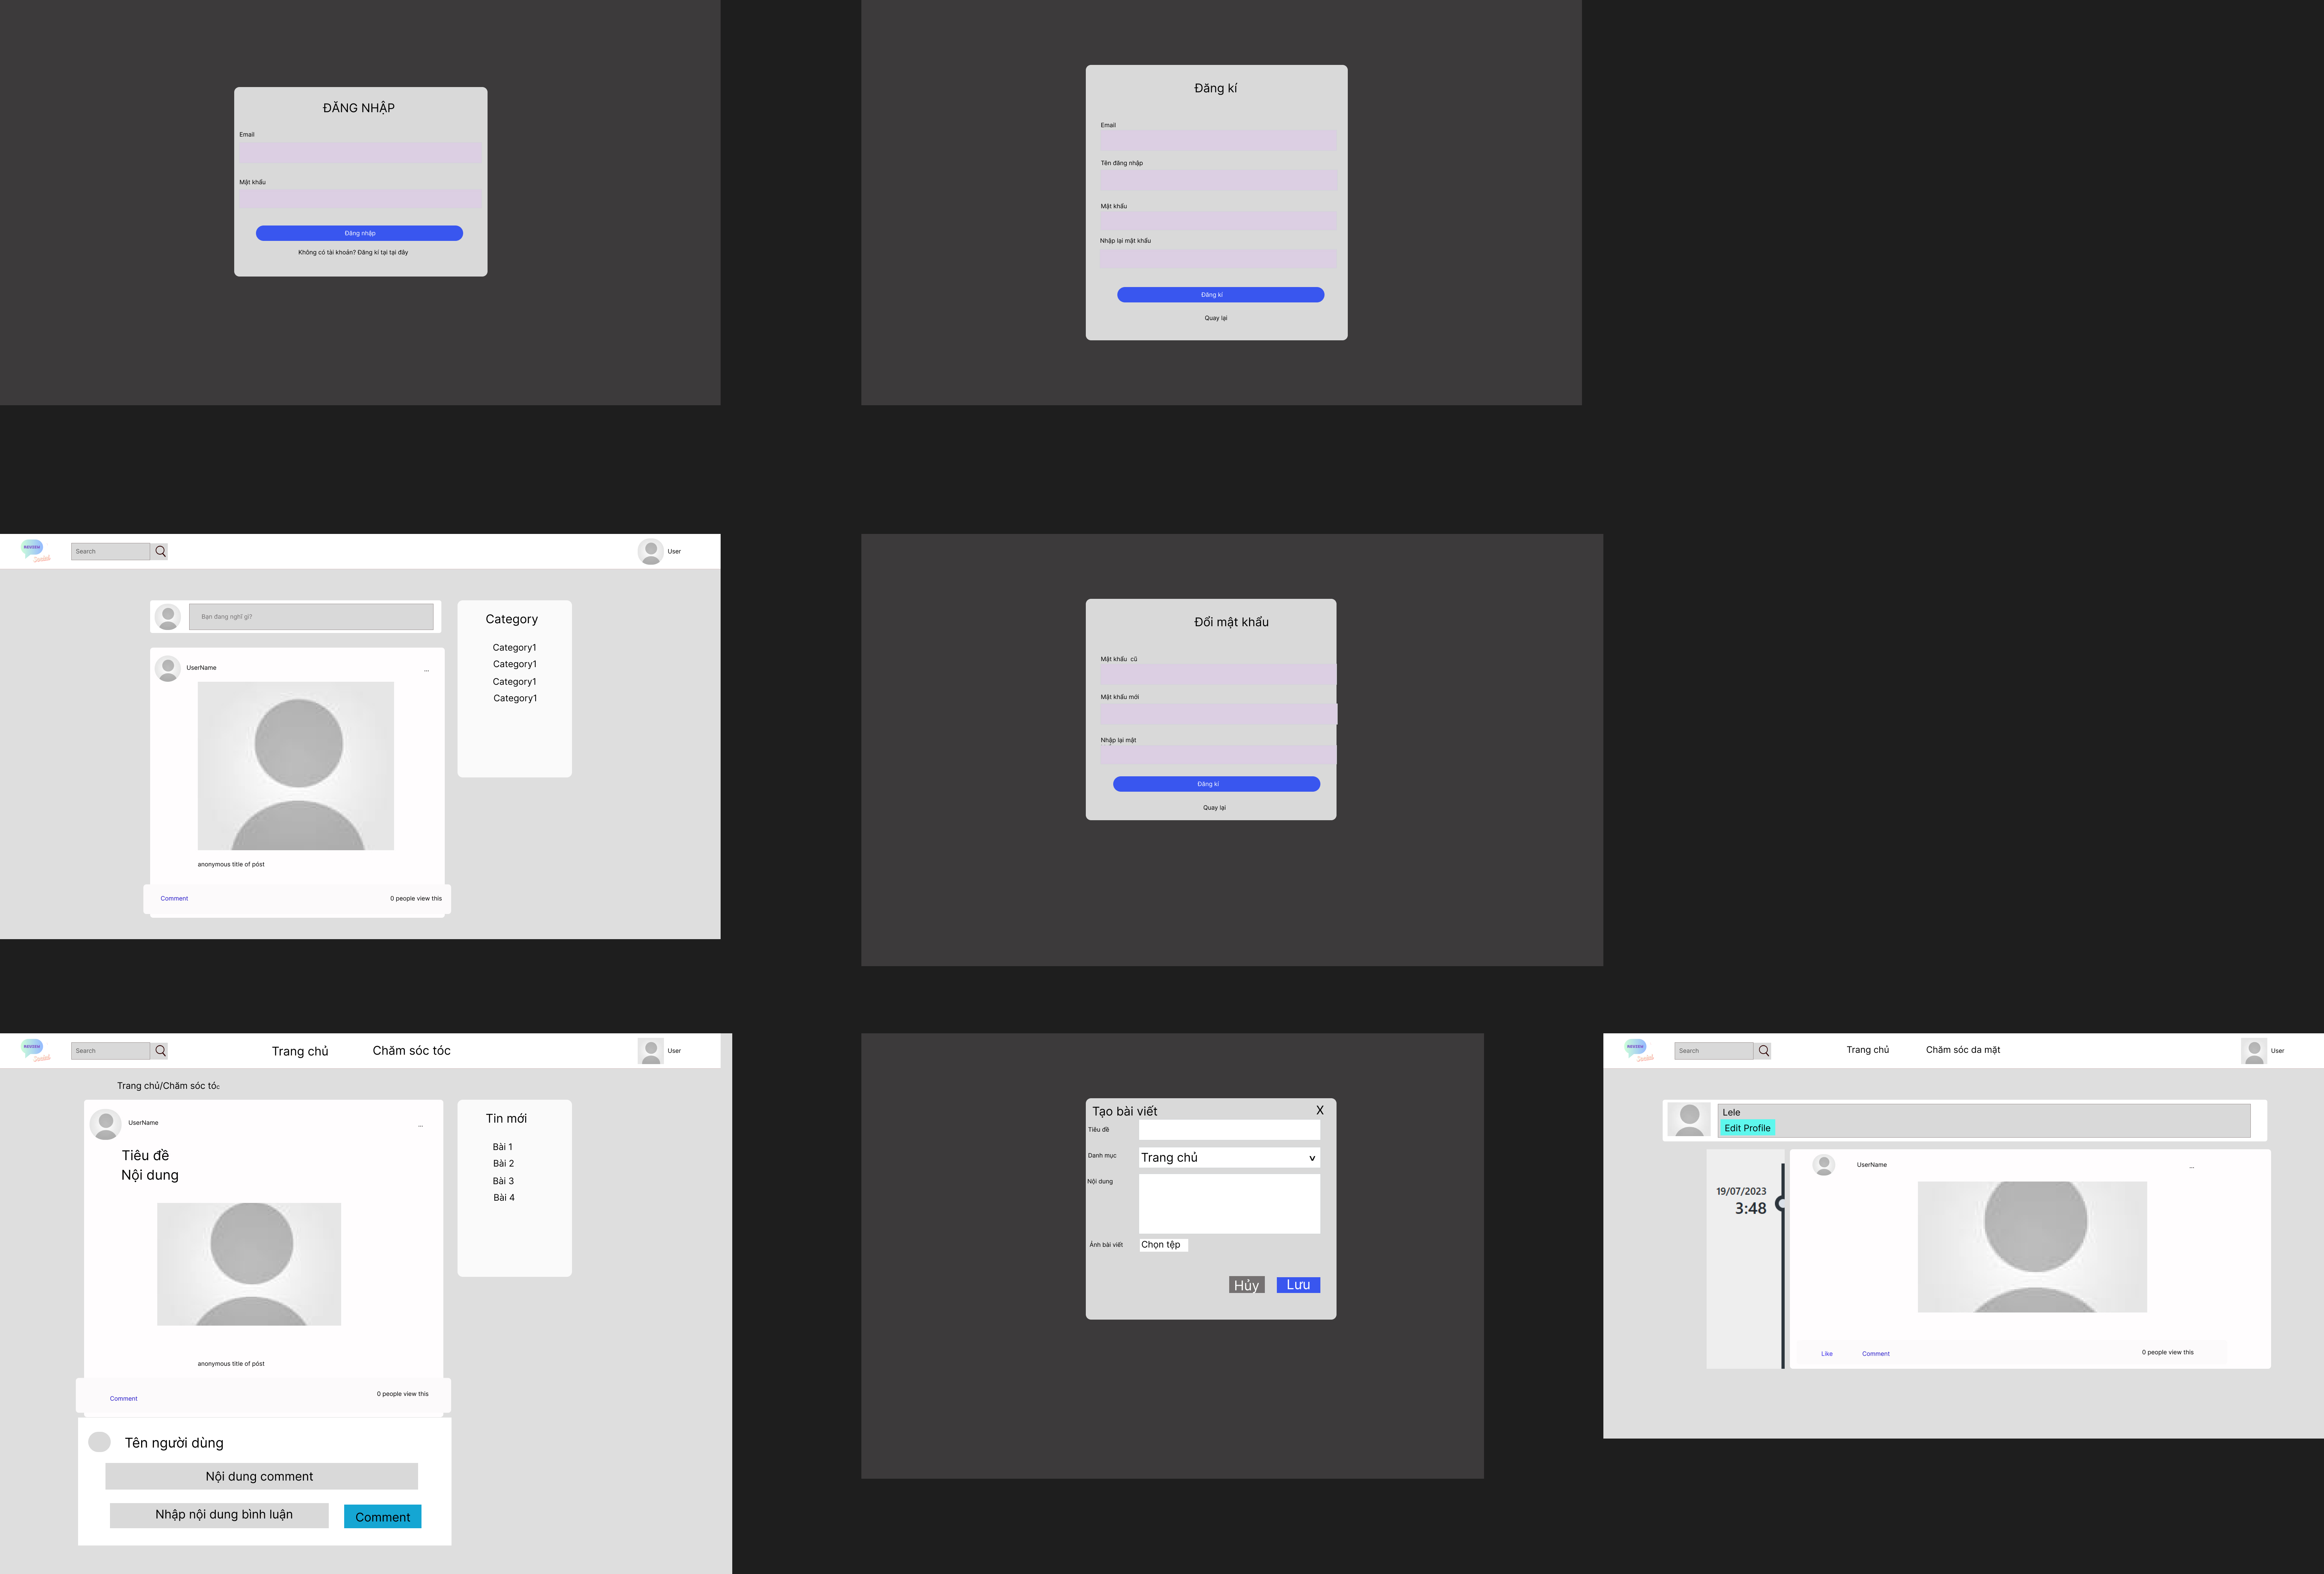 ĐĂNG NHẬP
Email
Mật khẩu
Đăng nhập
Không có tài khoản? Đăng kí tại tại đây
Đăng kí
Email
Tên đăng nhập
Mật khẩu
Nhập lại mật khẩu
Đăng kí
Quay lại
REVIEW
Search
User
Bạn đang nghĩ gì?
UserName
...
anonymous title of póst
Comment
0 people view this
Category
Category1
Category1
Category1
Category1
Đổi mật khẩu
Mật khẩu cũ
Mật khẩu mới
Nhập lại mật
Đăng kí
Quay lại
REVIEW
Search
Trang chủ
Chăm sóc tóc
User
Trang chủ/Chăm sóc tóc
UserName
...
Tiêu đề
Nội dung
anonymous title of póst
Comment
0 people view this
Tên người dùng
Nội dung comment
Nhập nội dung bình luận
Comment
Tin mới
Bài 1
Bài 2
Bài 3
Bài 4
Tạo bài viết
X
Tiêu đề
Danh mục
Trang chủ
v
Nội dung
Ảnh bài viết
Chọn tệp
Hủy
Lưu
REVIEW
Search
Trang chủ
Chăm sóc da mặt
User
Lele
Edit Profile
19/07/2023
3:48
UserName
...
Like
Comment
0 people view this